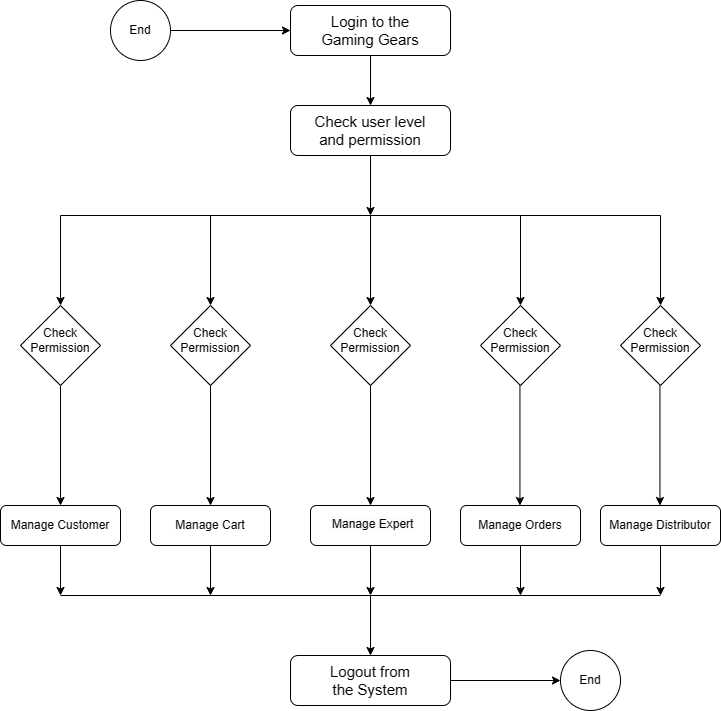 End
Login to the
Gaming Gears
Check user level
and permission
Check
Permission
Check
Permission
Check
Permission
Check
Permission
Check
Permission
Manage Customer
Manage Cart
Manage Expert
Manage Orders
Manage Distributor
Logout from
the System
End